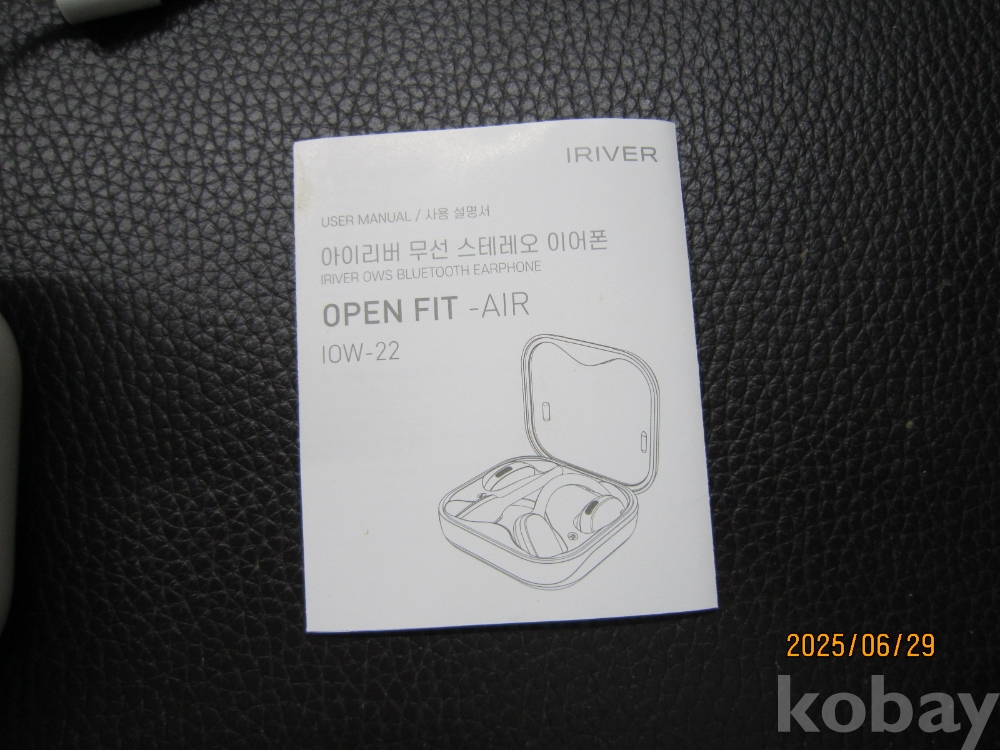 IRIVER
USER MANUAL / 사용 설명서
아이리버 무선 스테레오 이어폰
IRIVER OWS BLUETOOTH EARPHONE
OPEN FIT -AIR
IOW-22
2025/06/29
kobay